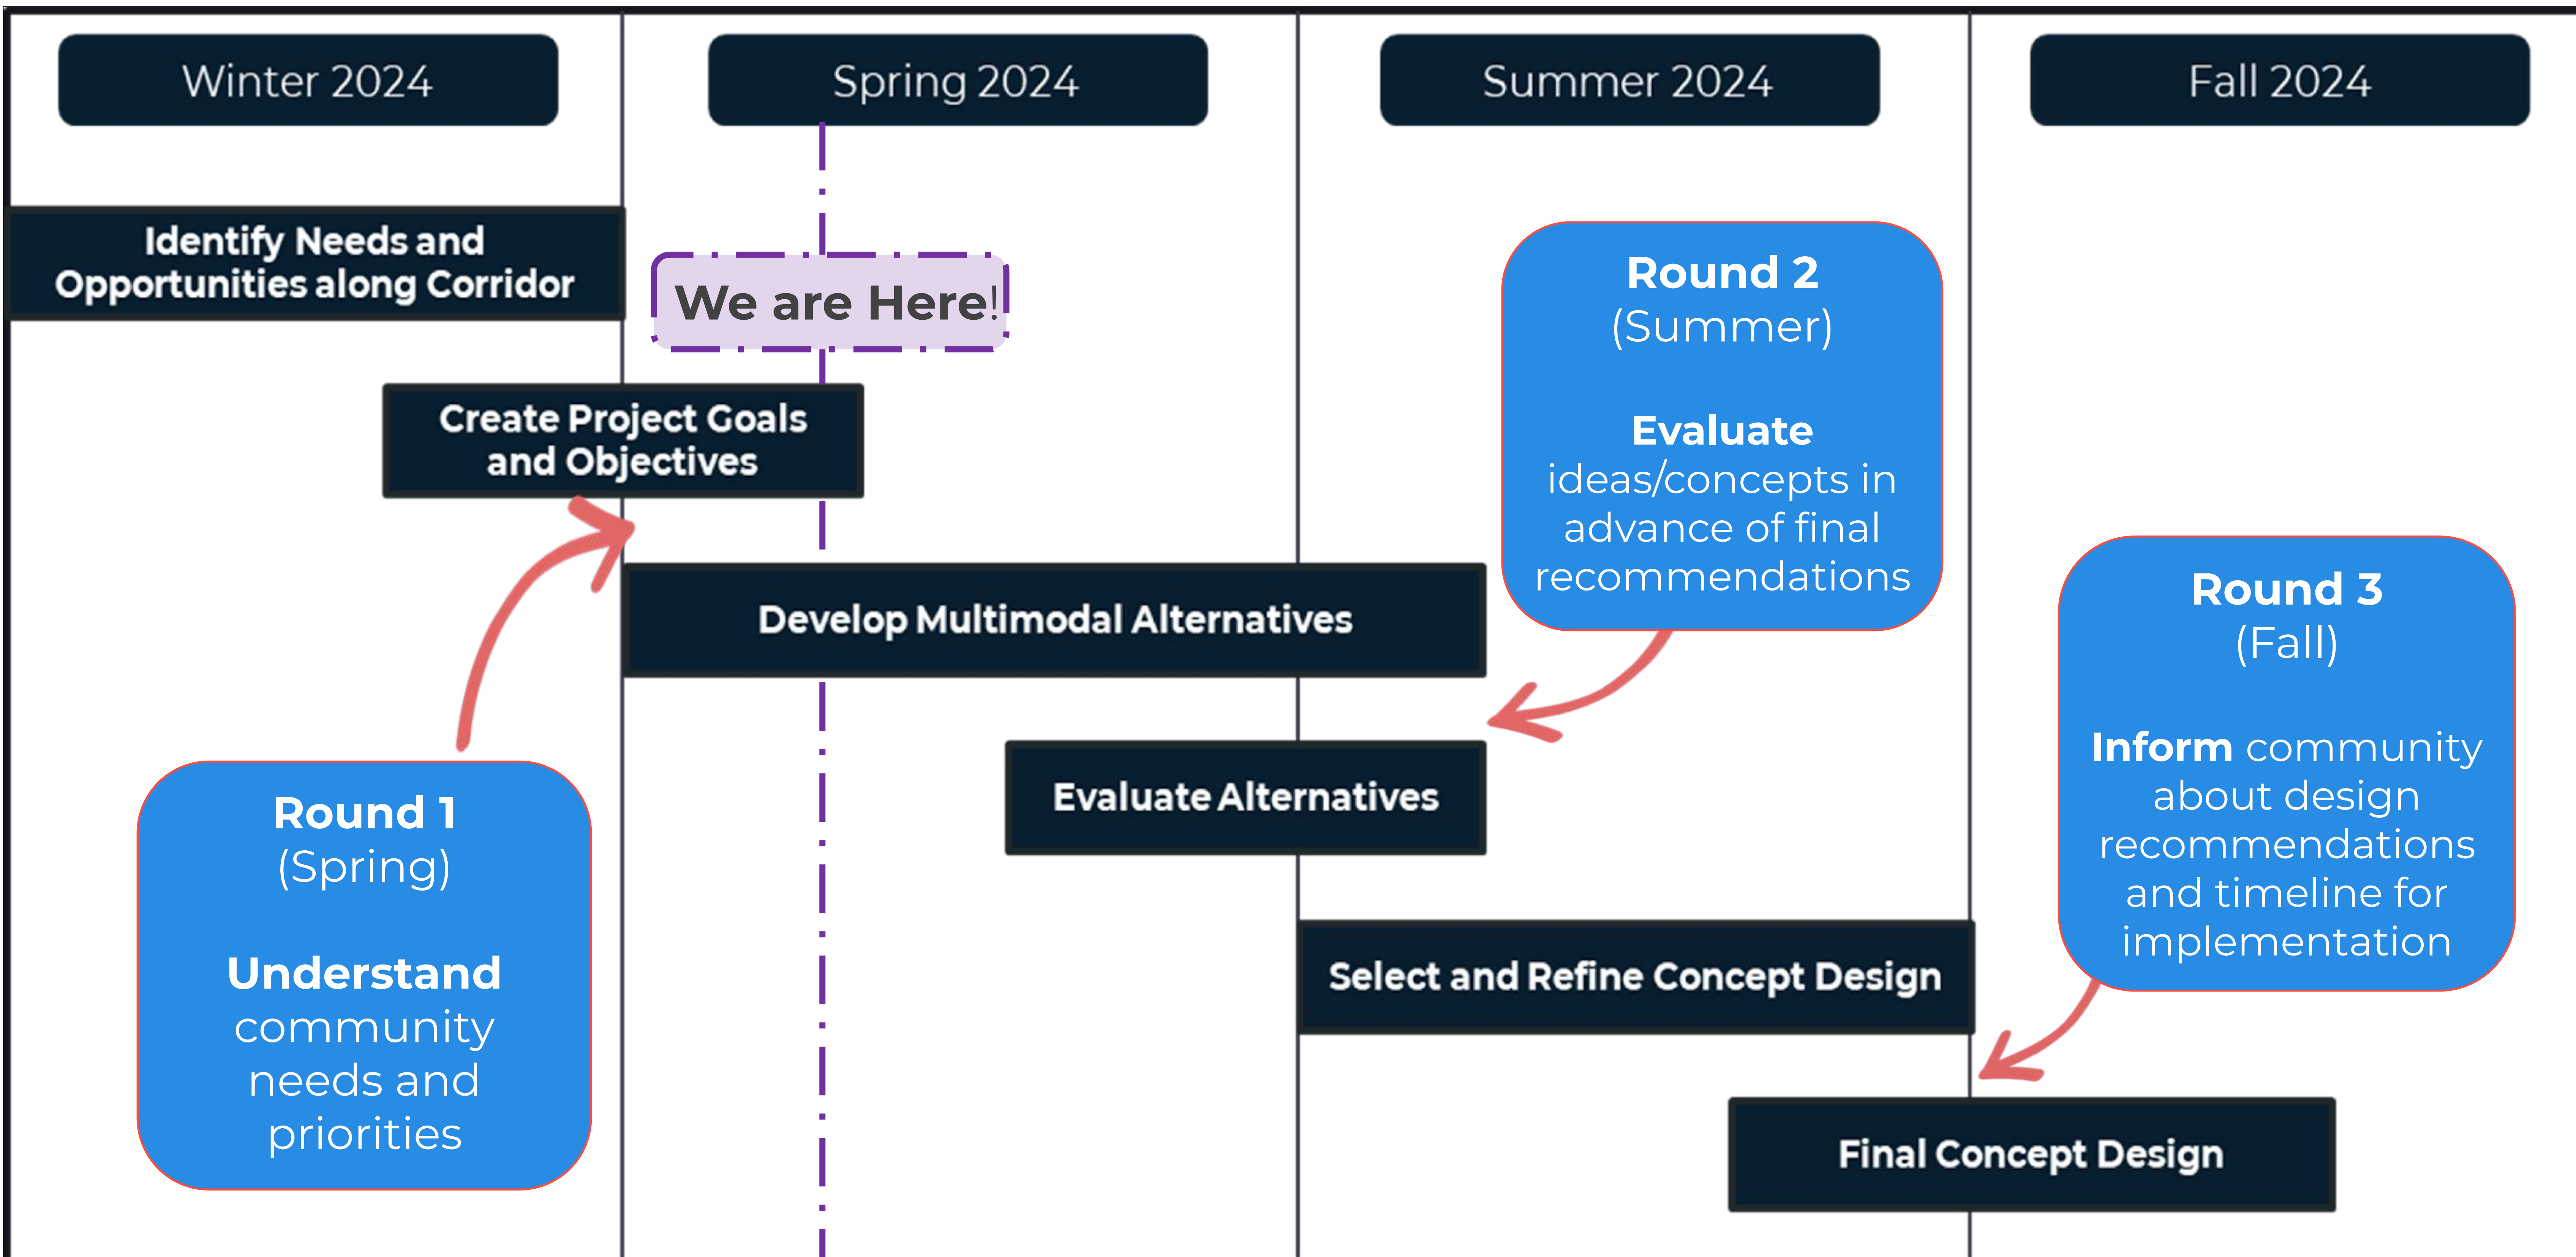 Winter 2024
Spring 2024
Summer 2024
Fall 2024
Identify Needs and
Opportunities along Corridor
We are Here!
Create Project Goals
and Objectives
Round 2
(Summer)
Evaluate
ideas/concepts in
advance of final
recommendations
Develop Multimodal Alternatives
Round 3
(Fall)
Inform community
about design
recommendations
and timeline for
implementation
Evaluate Alternatives
Round 1
(Spring)
Understand
community
needs and
priorities
Select and Refine Concept Design
Final Concept Design